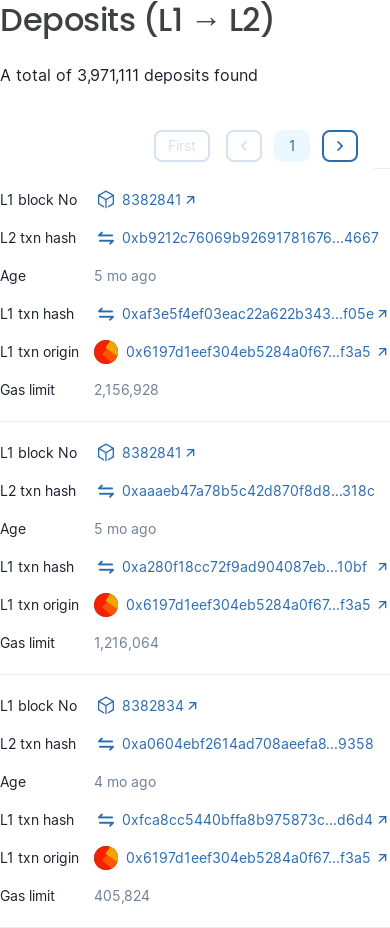 Deposits (L1 → L2)
A total of 3,971,111 deposits found
First 1
L1 block No 8382841
L2 txn hash 0xb9212c76069b92691781676...4667
Age 5 mo ago
L1 txn hash 0xaf3e5f4ef03eac22a622b343...f05e
L1 txn origin 0x6197d1eef304eb5284a0f67...f3a5
Gas limit 2,156,928
L1 block No 8382841
L2 txn hash 0xaaaeb47a78b5c42d870f8d8...318c
Age 5 mo ago
L1 txn hash 0xa280f18cc72f9ad904087eb...10bf
L1 txn origin 0x6197d1eef304eb5284a0f67...f3a5
Gas limit 1,216,064
L1 block No 8382834
L2 txn hash 0xa0604ebf2614ad708aeefa8...9358
Age 4 mo ago
L1 txn hash 0xfca8cc5440bffa8b975873c...d6d4
L1 txn origin 0x6197d1eef304eb5284a0f67...f3a5
Gas limit 405,824